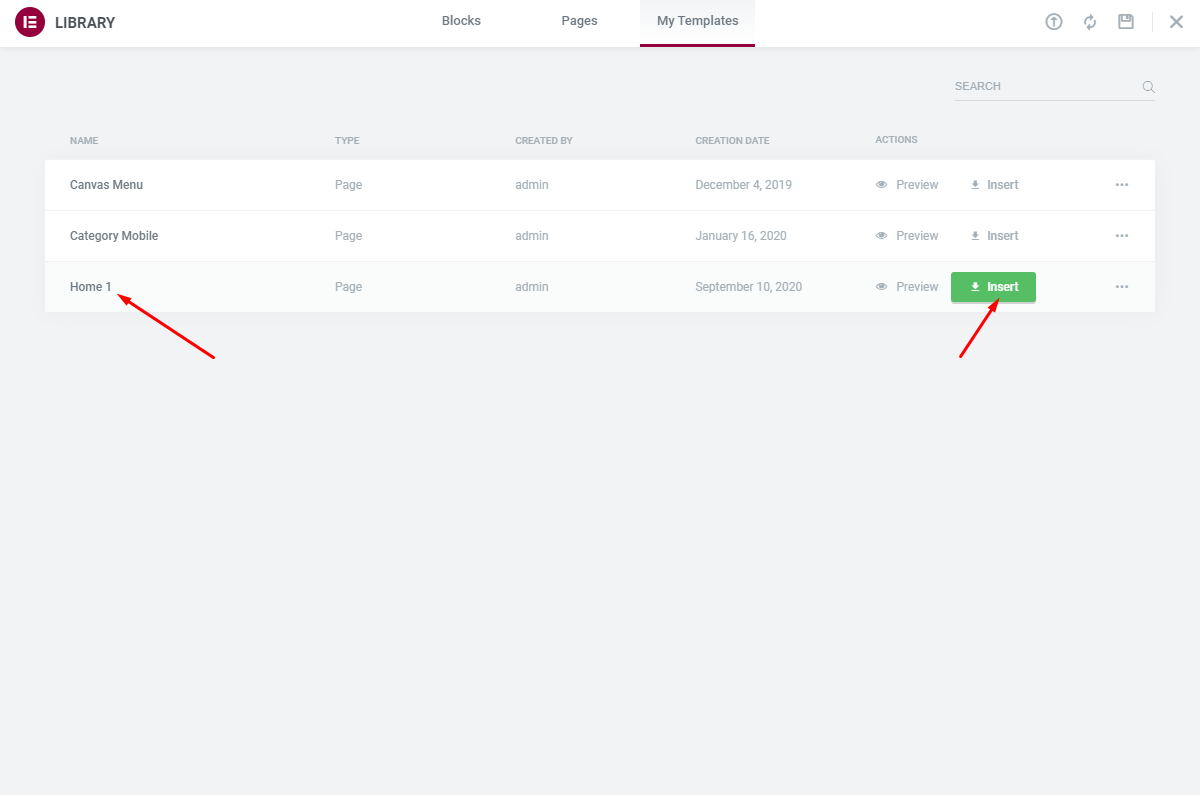 LIBRARY Blocks Pages My Templates
SEARCH
NAME TYPE CREATED BY CREATION DATE ACTIONS
Canvas Menu Page admin December 4, 2019 Preview Insert
Category Mobile Page admin January 16, 2020 Preview Insert
Home 1 Page admin September 10, 2020 Preview Insert